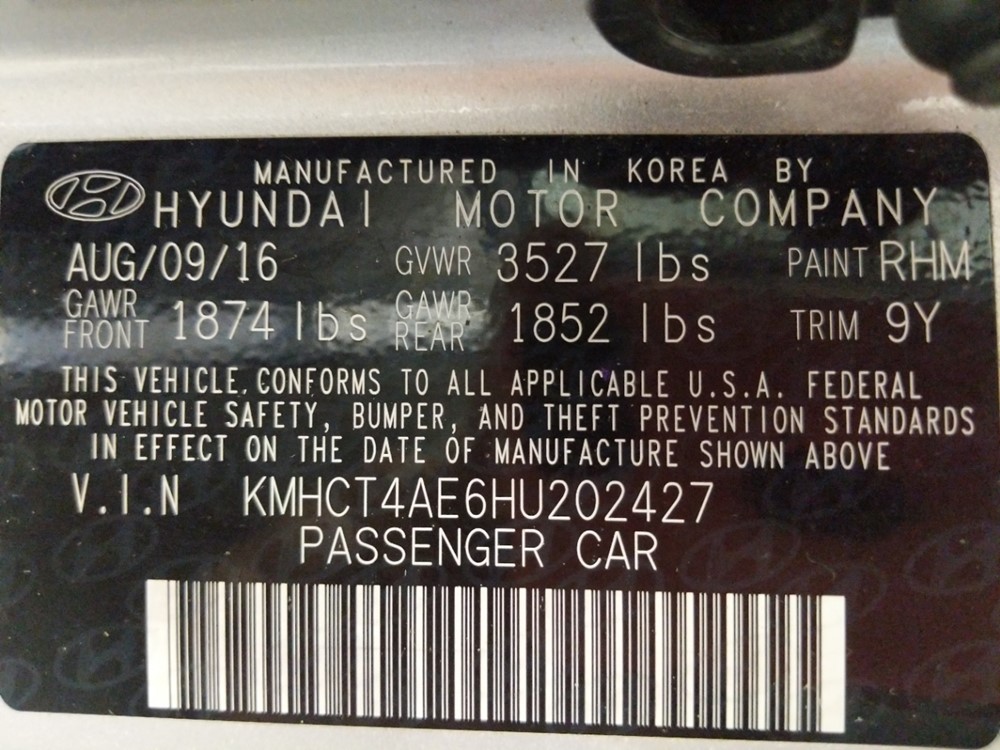 MANUFACTURED IN KOREA BY
HYUNDAI MOTOR COMPANY
AUG/09/16 GVWR 3527 lbs PAINT RHM
GAWR FRONT 1874 lbs GAWR REAR 1852 lbs TRIM 9Y
THIS VEHICLE CONFORMS TO ALL APPLICABLE U.S.A. FEDERAL
MOTOR VEHICLE SAFETY, BUMPER, AND THEFT PREVENTION STANDARDS
IN EFFECT ON THE DATE OF MANUFACTURE SHOWN ABOVE
V.I.N KMHCT4AE6HU202427
PASSENGER CAR